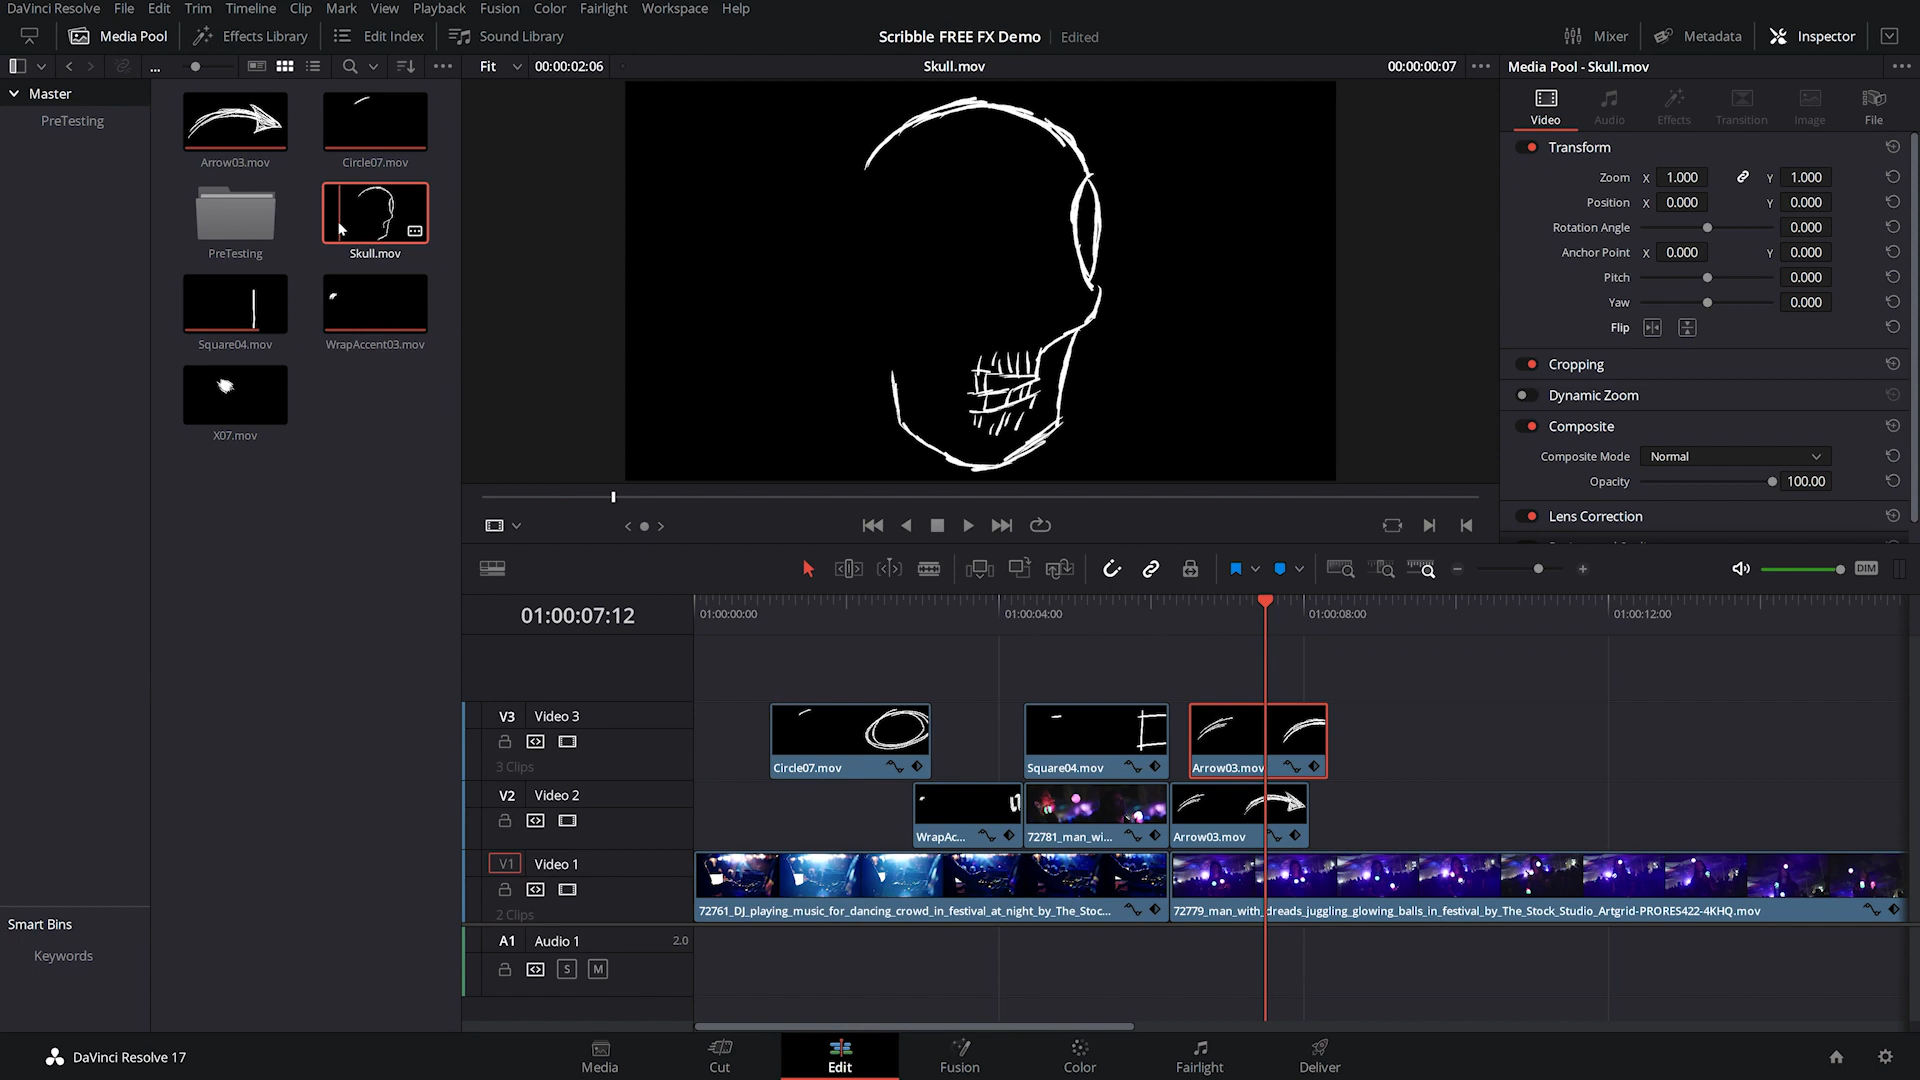 DaVinci Resolve File Edit Trim Timeline Clip Mark View Playback Fusion Color Fairlight Workspace Help
Media Pool Effects Library Edit Index Sound Library Scribble FREE FX Demo Edited Mixer Metadata Inspector
... Fit 00:00:02:06 Skull.mov 00:00:00:07 Media Pool - Skull.mov
Master
PreTesting
Arrow03.mov Circle07.mov
PreTesting Skull.mov
Square04.mov WrapAccent03.mov
X07.mov
Video Audio Effects Transition Image File
Transform
Zoom X 1.000 Y 1.000
Position X 0.000 Y 0.000
Rotation Angle 0.000
Anchor Point X 0.000 Y 0.000
Pitch 0.000
Yaw 0.000
Flip
Cropping
Dynamic Zoom
Composite
Composite Mode Normal
Opacity 100.00
Lens Correction
DIM
01:00:07:12 01:00:00:00 01:00:04:00 01:00:08:00 01:00:12:00
V3 Video 3
3 Clips
Circle07.mov Square04.mov Arrow03.mov
V2 Video 2
WrapAc... 72781_man_wi... Arrow03.mov
V1 Video 1
2 Clips
72761_DJ_playing_music_for_dancing_crowd_in_festival_at_night_by_The_Stoc... 72779_man_with_dreads_juggling_glowing_balls_in_festival_by_The_Stock_Studio_Artgrid-PRORES422-4KHQ.mov
A1 Audio 1 2.0
S M
Smart Bins
Keywords
DaVinci Resolve 17 Media Cut Edit Fusion Color Fairlight Deliver